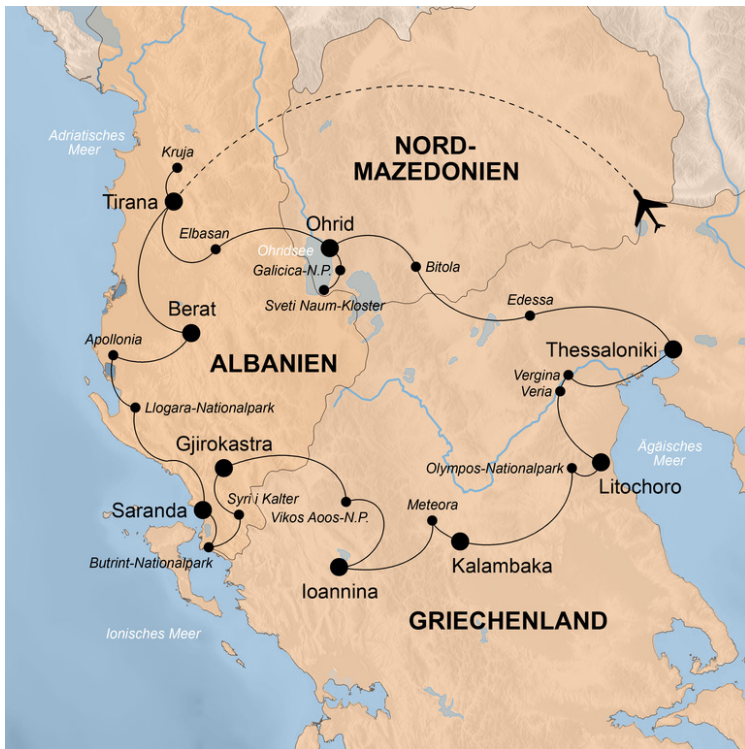 Adriatisches
Meer
Kruja
NORD-
MAZEDONIEN
Tirana
Elbasan
Ohrid
Ohridsee
Galicica-N.P.
Bitola
Sveti Naum-Kloster
Edessa
Berat
Apollonia
ALBANIEN
Thessaloniki
Vergina
Veria
Llogara-Nationalpark
Gjirokastra
Ägäisches
Meer
Olympos-Nationalpark
Litochoro
Saranda
Syri i Kalter
Vikos Aoos-N.P.
Meteora
Butrint-Nationalpark
Kalambaka
Ioannina
GRIECHENLAND
Ionisches Meer